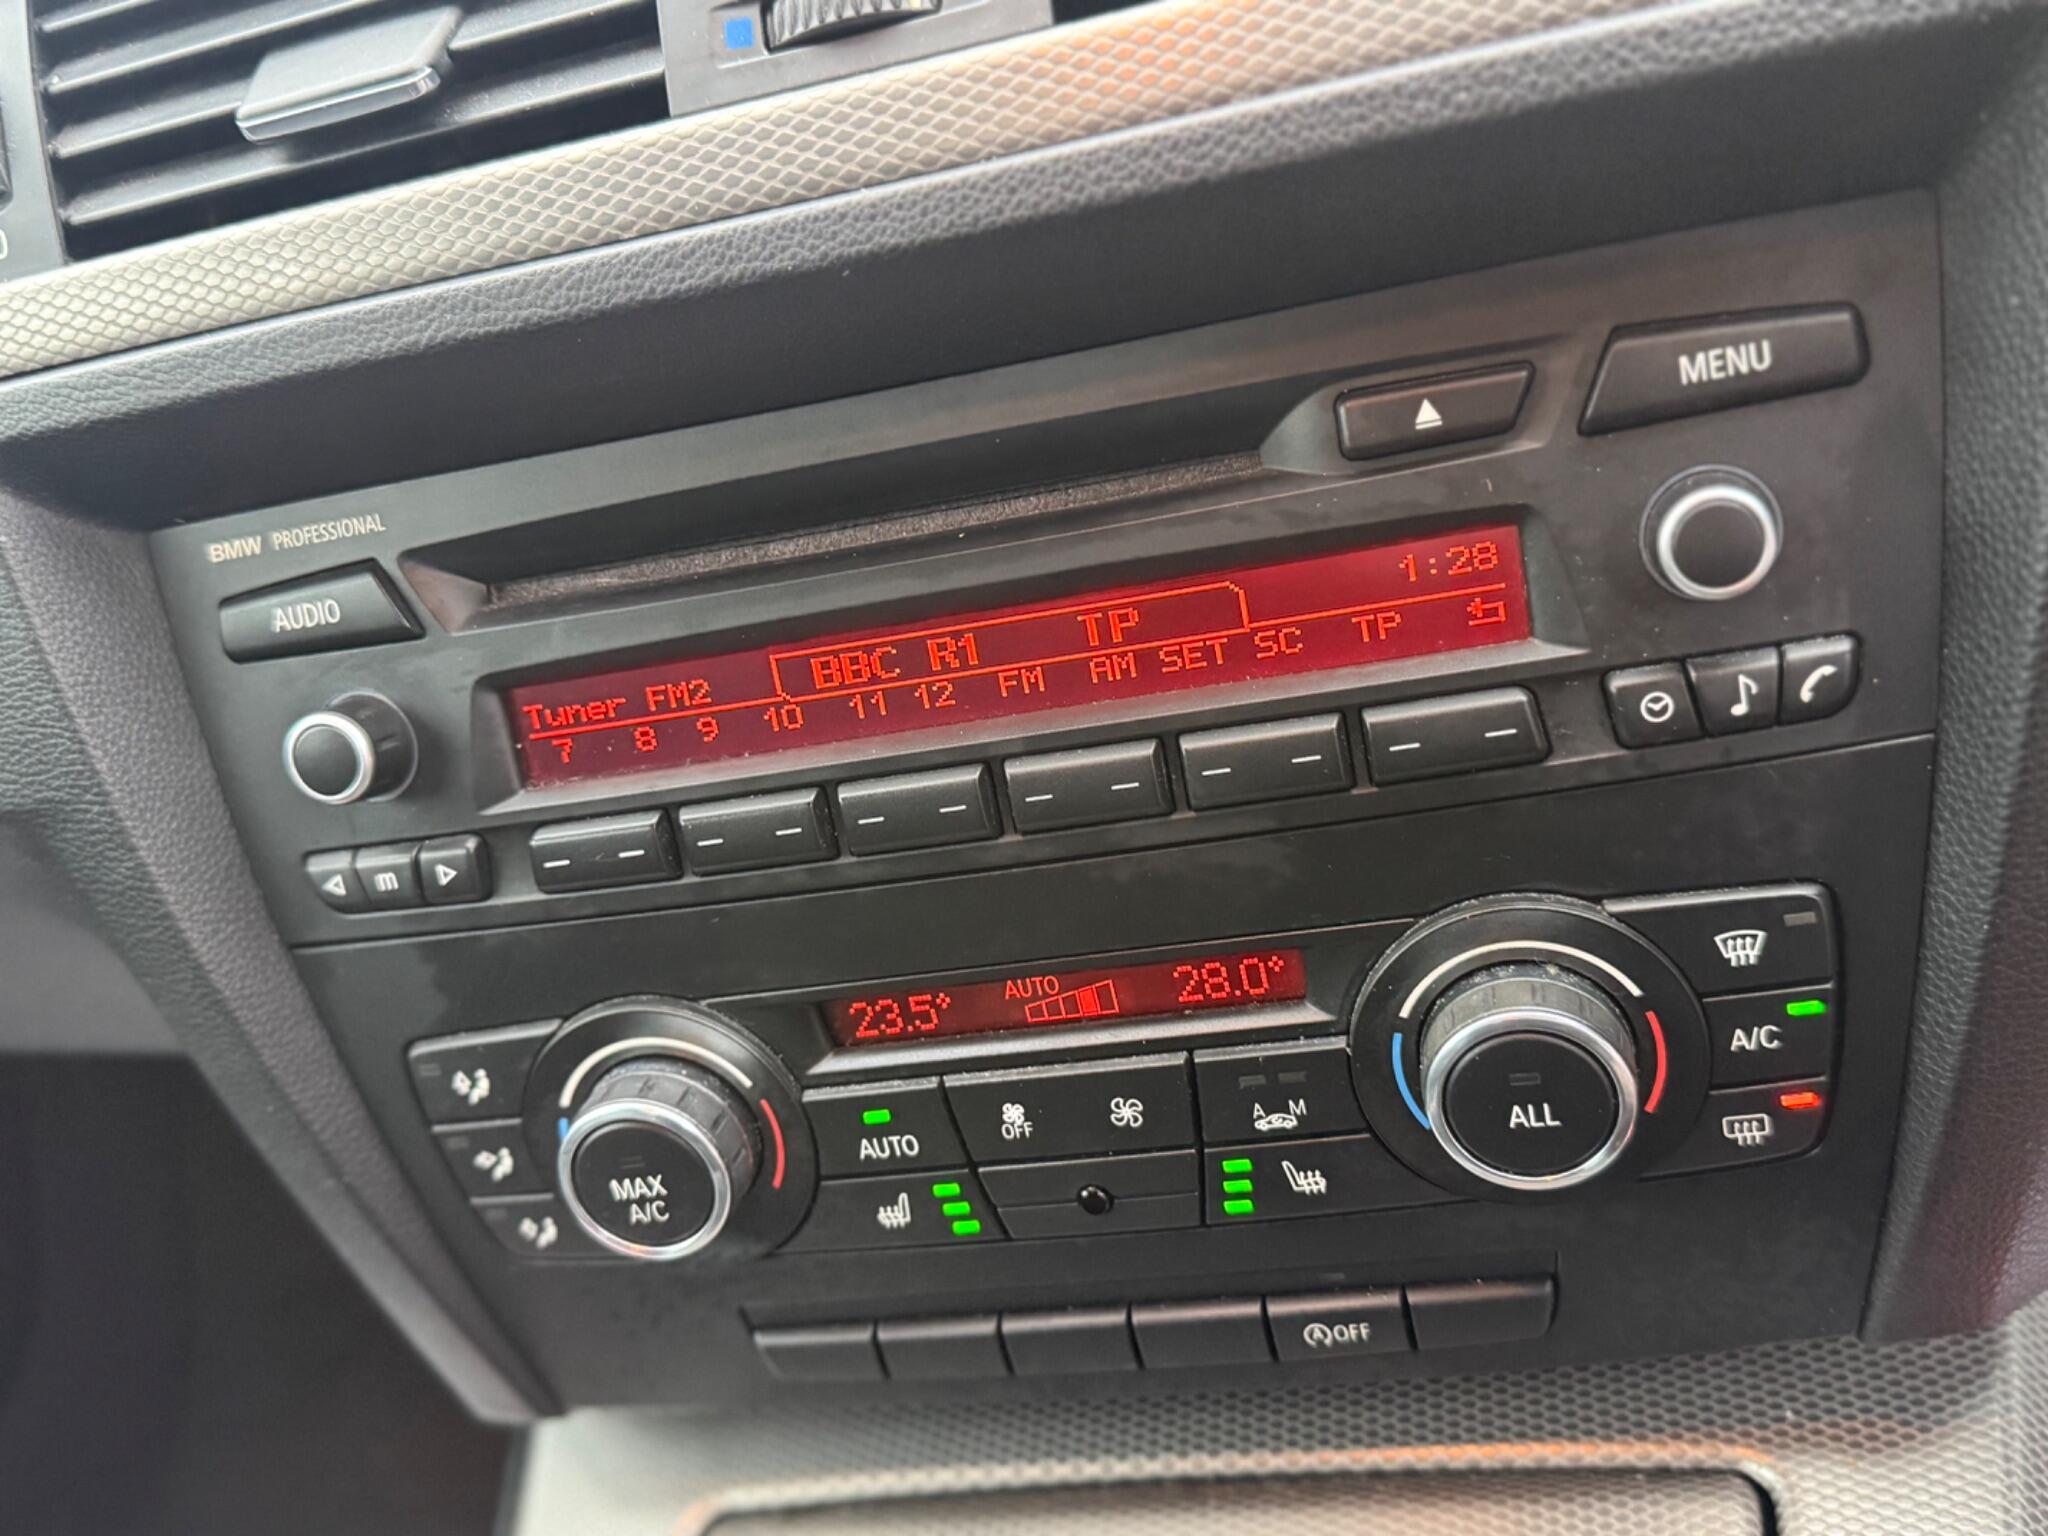 0
BMW PROFESSIONAL
MENU
AUDIO
1:28
Tuner FM2 BBC R1 TP
7 8 9 10 11 12 FM AM SET SC TP
m
23.5° AUTO 28.0°
A/C
MAX
A/C
AUTO
OFF
A M
ALL
A OFF